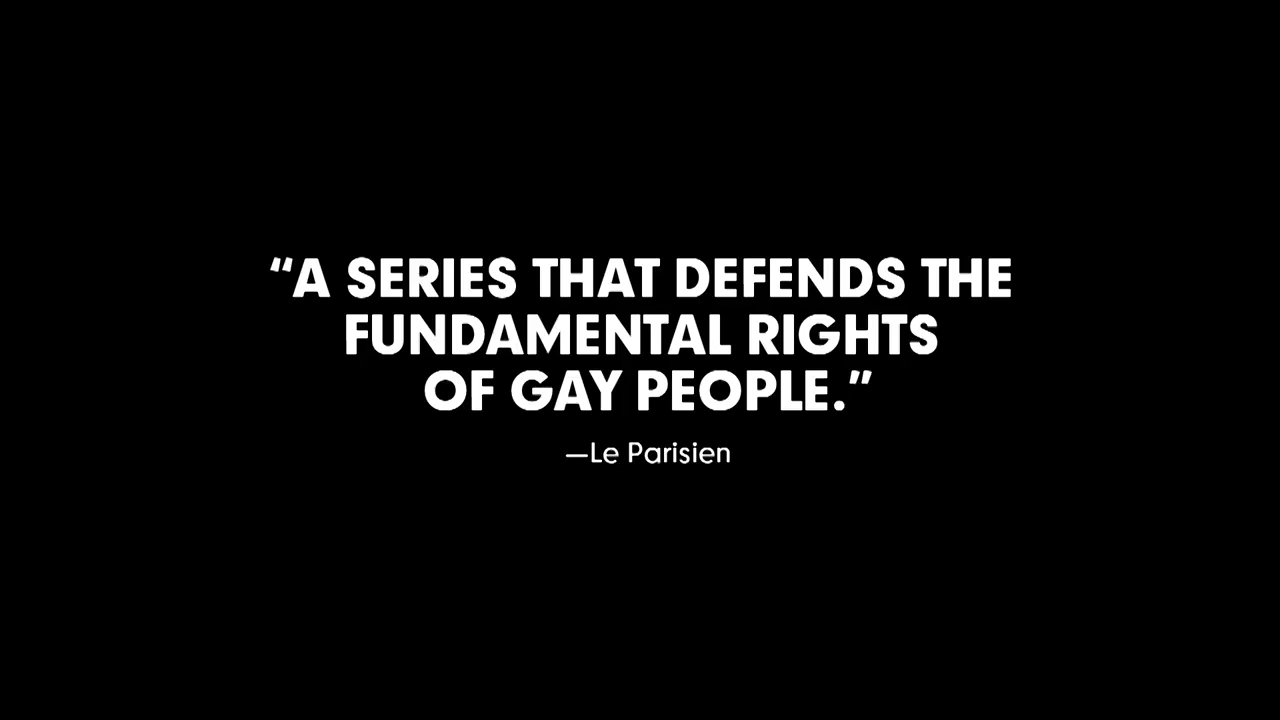 “A SERIES THAT DEFENDS THE
FUNDAMENTAL RIGHTS
OF GAY PEOPLE.”
—Le Parisien